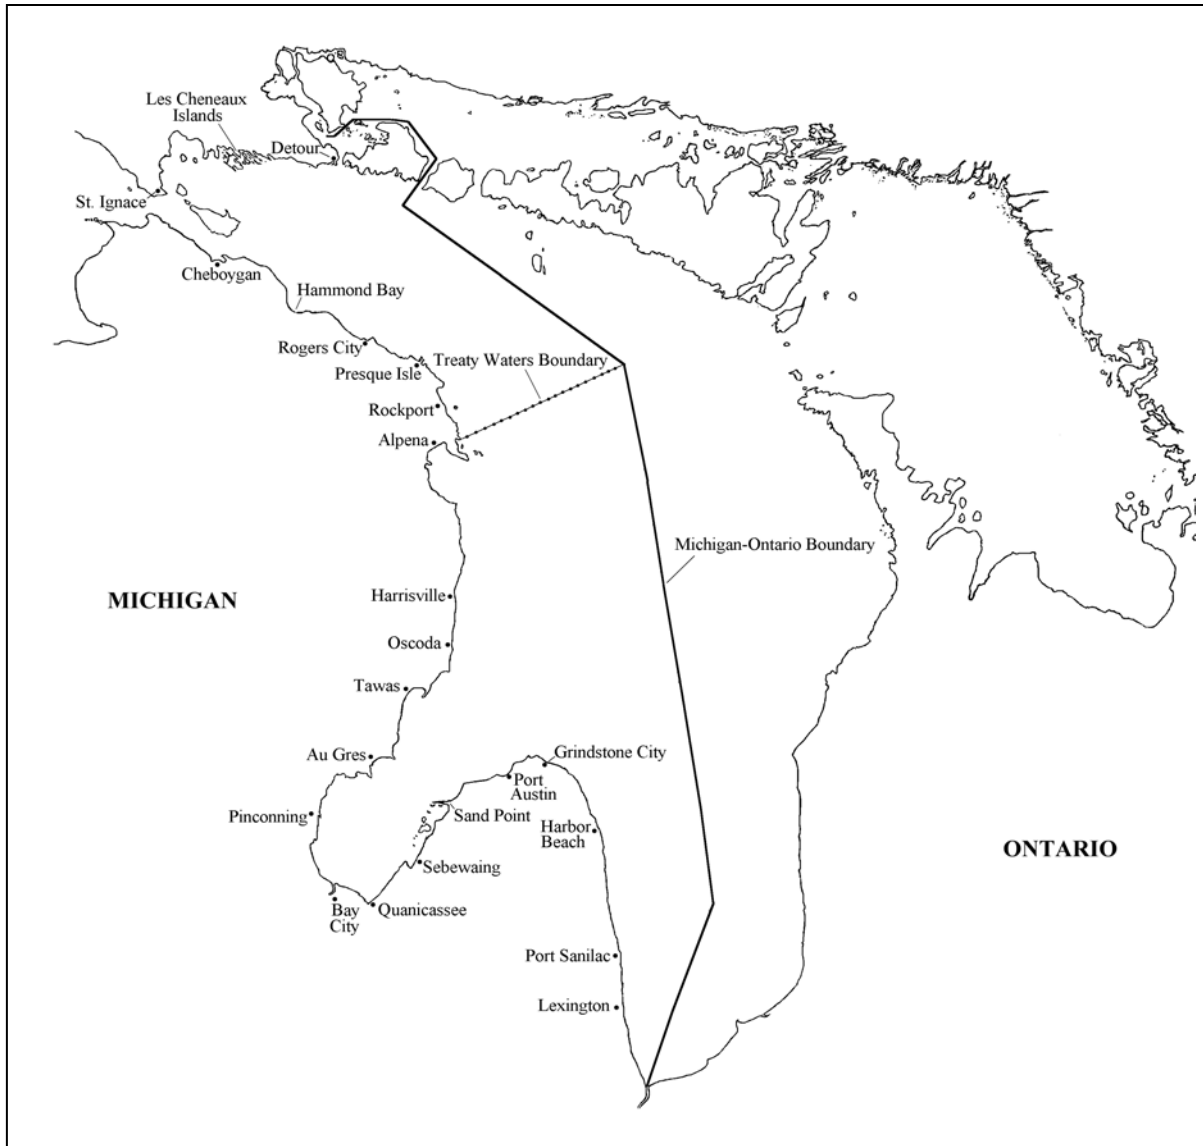 Les Cheneaux
Islands
Detour
St. Ignace
Cheboygan
Hammond Bay
Rogers City
Treaty Waters Boundary
Presque Isle
Rockport
Alpena
Michigan-Ontario Boundary
MICHIGAN
Harrisville
Oscoda
Tawas
Au Gres
Grindstone City
Port
Austin
Pinconning
Sand Point
Harbor
Beach
ONTARIO
Sebewaing
Bay
City
Quanicassee
Port Sanilac
Lexington